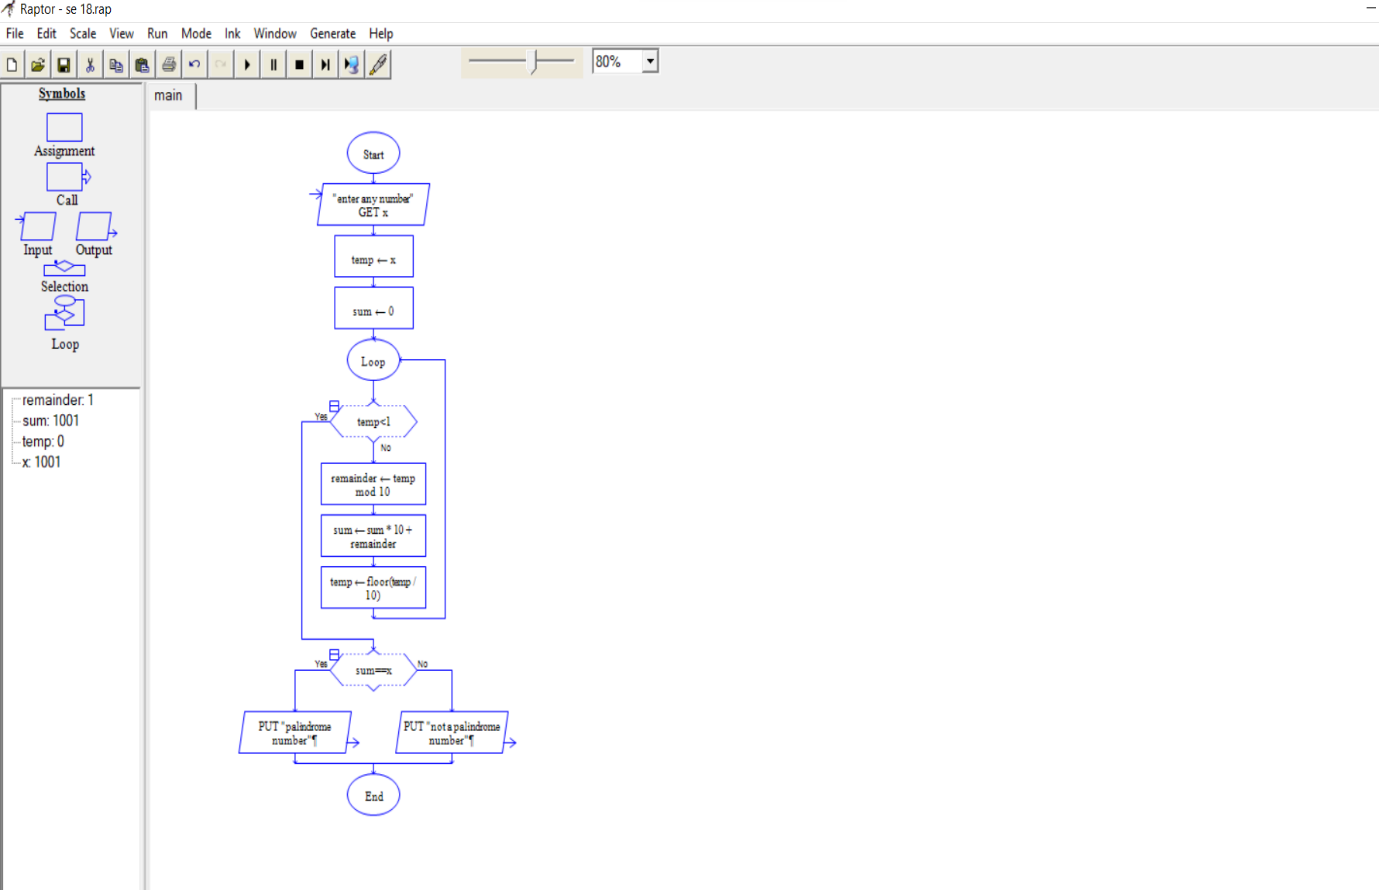 Raptor - se 18.rap
File Edit Scale View Run Mode Ink Window Generate Help
80%
Symbols
Assignment
Call
Input Output
Selection
Loop
remainder: 1
sum: 1001
temp: 0
x: 1001
main
Start
"enter any number"
GET x
temp ← x
sum ← 0
Loop
Yes
temp<1
No
remainder ← temp
mod 10
sum ← sum * 10 +
remainder
temp ← floor(temp /
10)
Yes
sum==x
No
PUT "palindrome
number"¶
PUT "not a palindrome
number"¶
End